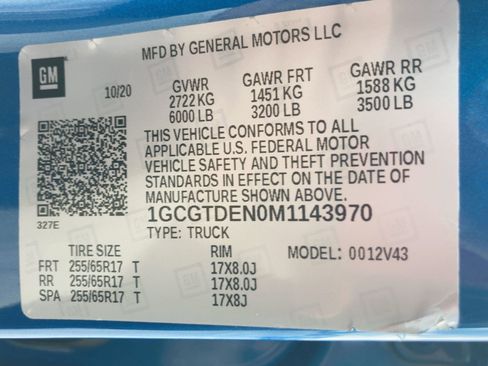 GM
MFD BY GENERAL MOTORS LLC
10/20
GVWR GAWR FRT GAWR RR
2722 KG 1451 KG 1588 KG
6000 LB 3200 LB 3500 LB
THIS VEHICLE CONFORMS TO ALL
APPLICABLE U.S. FEDERAL MOTOR
VEHICLE SAFETY AND THEFT PREVENTION
STANDARDS IN EFFECT ON THE DATE OF
MANUFACTURE SHOWN ABOVE.
327E
1GCGTDEN0M1143970
TYPE: TRUCK
TIRE SIZE RIM MODEL: 0012V43
FRT 255/65R17 T 17X8.0J
RR 255/65R17 T 17X8.0J
SPA 255/65R17 T 17X8J